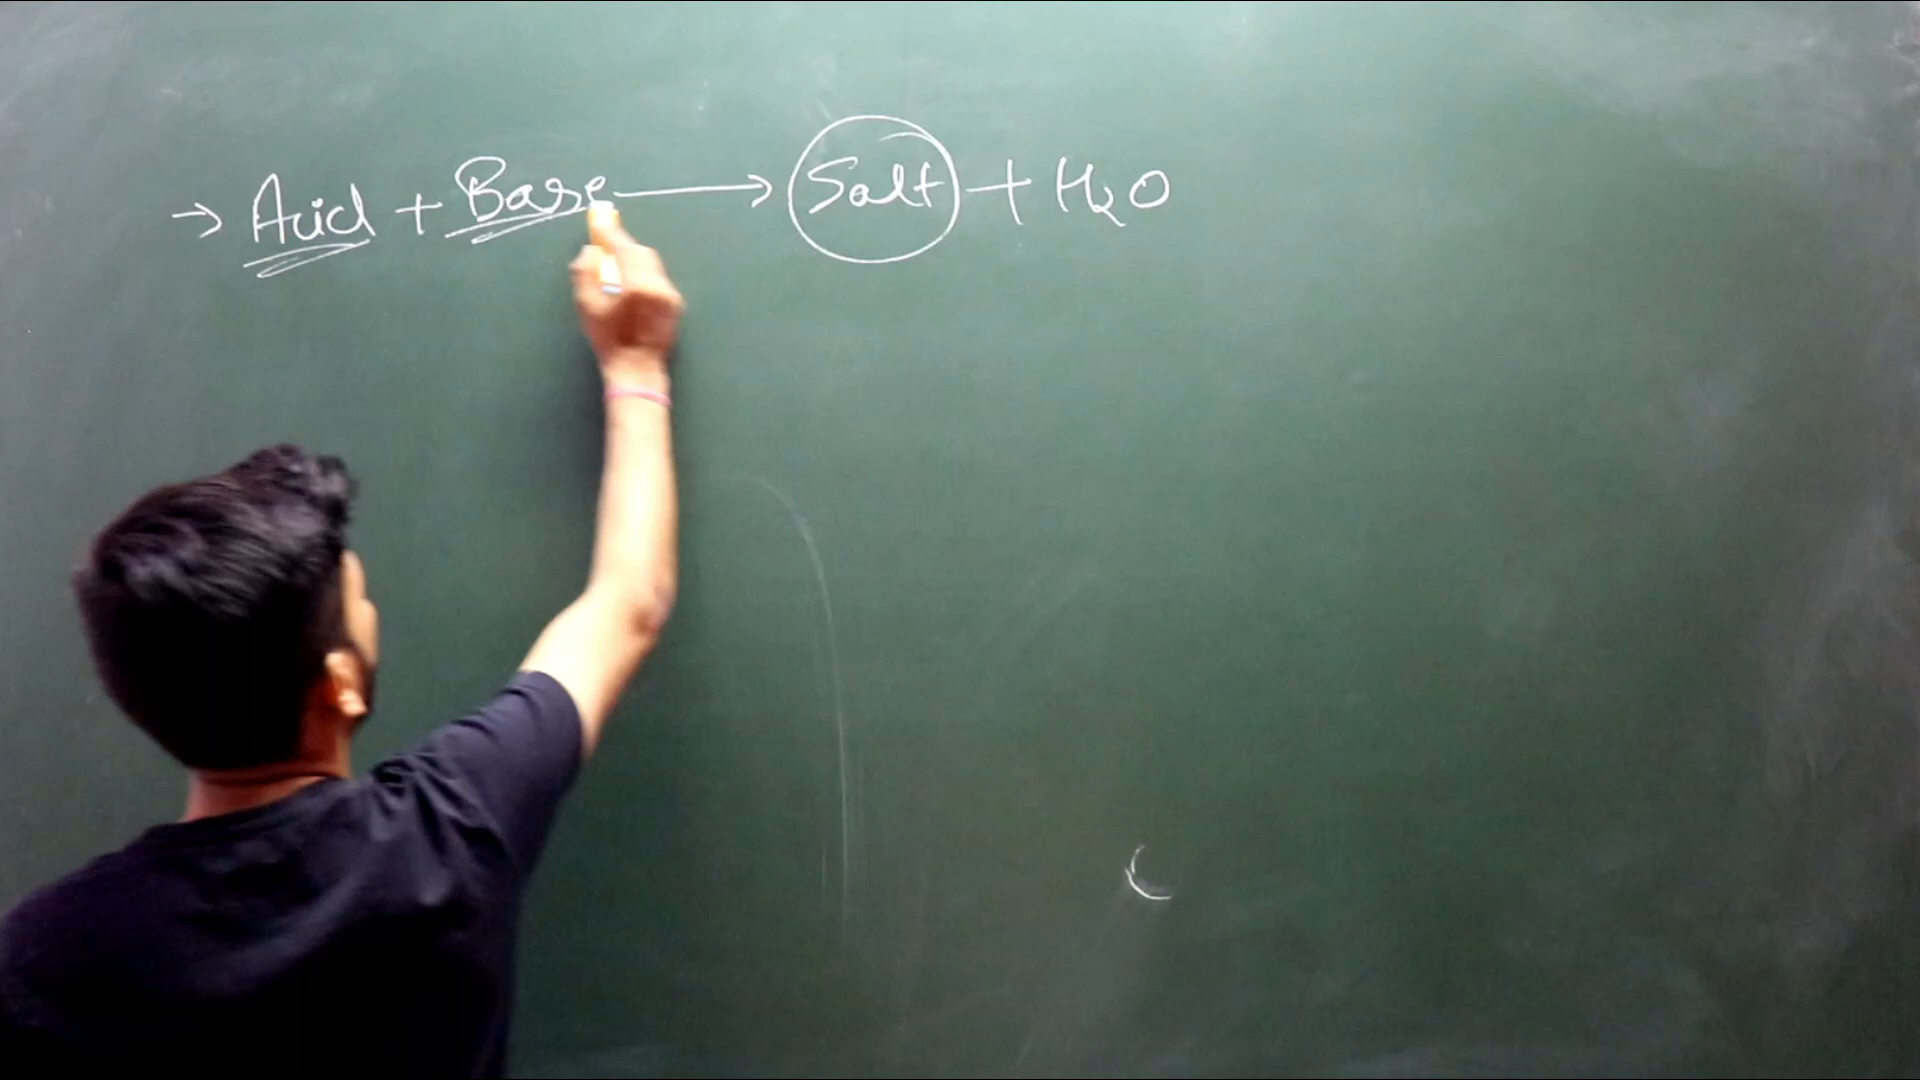 → Acid + Base → Salt + H₂O